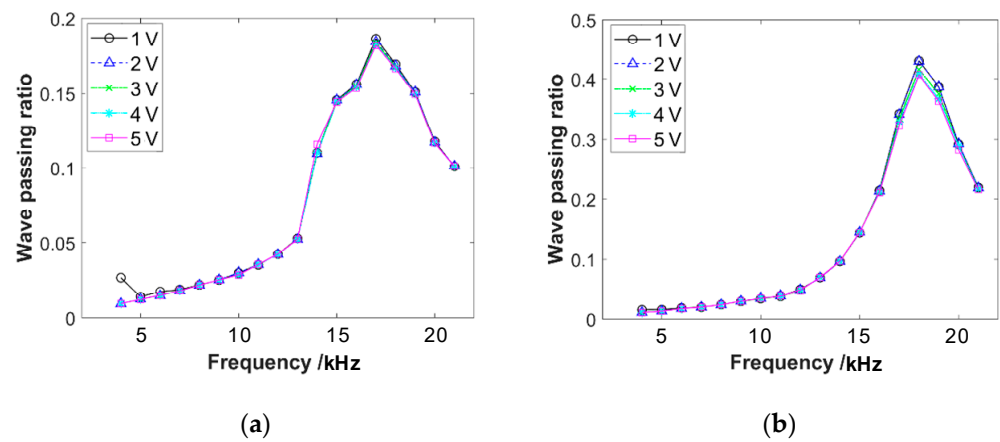 0.2
0.15
0.1
0.05
0
5
10
15
20
Wave passing ratio
Frequency /kHz
1 V
2 V
3 V
4 V
5 V
(a)
0.5
0.4
0.3
0.2
0.1
0
5
10
15
20
Wave passing ratio
Frequency /kHz
1 V
2 V
3 V
4 V
5 V
(b)